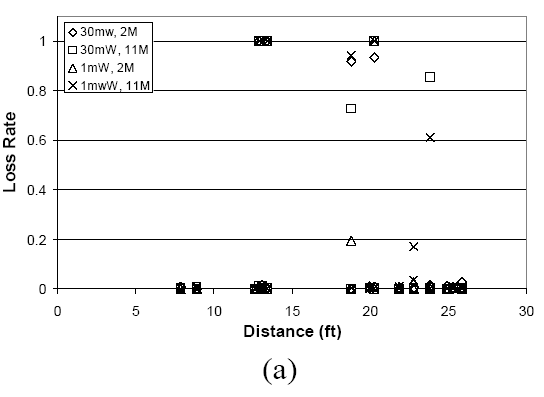 Loss Rate
1
0.8
0.6
0.4
0.2
0
30mw, 2M
30mW, 11M
1mW, 2M
1mwW, 11M
0 5 10 15 20 25 30
Distance (ft)
(a)